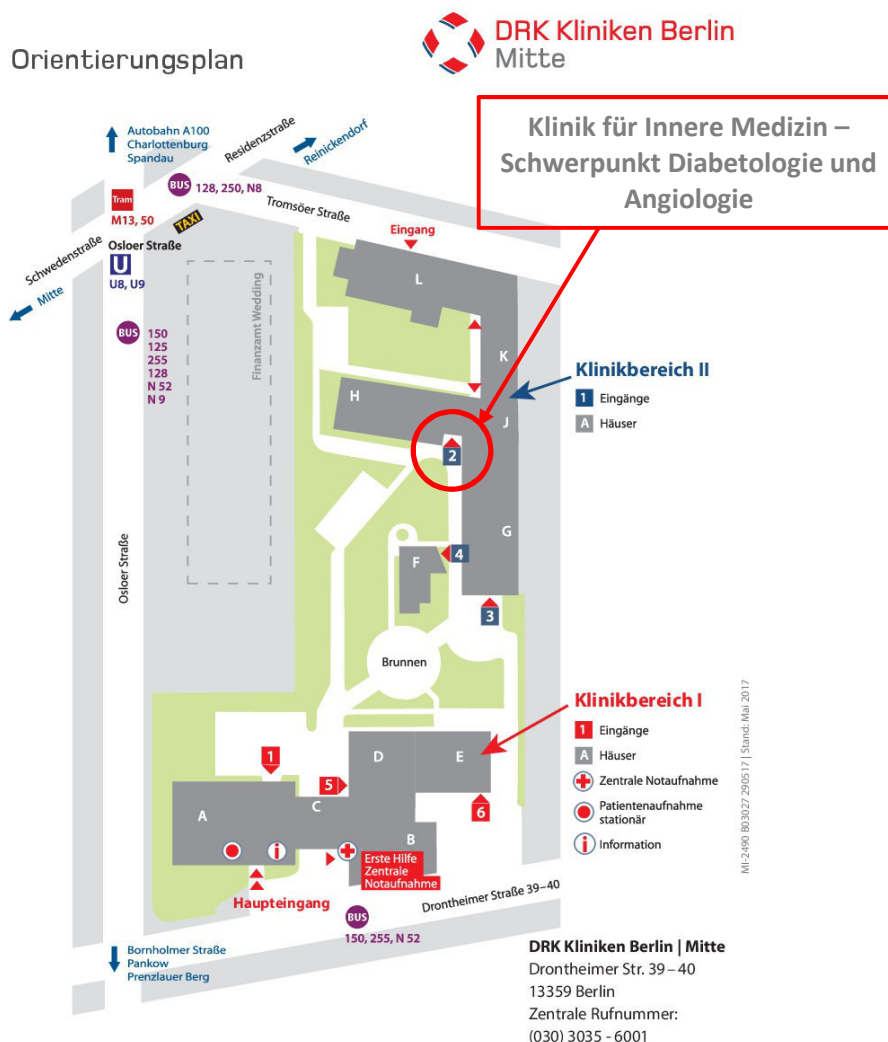 Orientierungsplan
DRK Kliniken Berlin
Mitte
Klinik für Innere Medizin –
Schwerpunkt Diabetologie und
Angiologie
Autobahn A100
Charlottenburg
Spandau
Residenzstraße
Reinickendorf
BUS 128, 250, N8
Tram
M13, 50
TAXI
Tromsöer Straße
Schwedenstraße
Mitte
Osloer Straße
U
U8, U9
BUS 150
125
255
128
N 52
N 9
Finanzamt Wedding
Osloer Straße
Eingang
L
K
H
J
2
G
F
4
3
Brunnen
Klinikbereich II
1 Eingänge
A Häuser
Klinikbereich I
1 Eingänge
A Häuser
Zentrale Notaufnahme
Patientenaufnahme
stationär
i Information
1
D
E
5
C
A
6
B
i
Erste Hilfe
Zentrale
Notaufnahme
Haupteingang
Drontheimer Straße 39–40
BUS
150, 255, N 52
Bornholmer Straße
Pankow
Prenzlauer Berg
MI-2490 B03027 290517 | Stand: Mai 2017
DRK Kliniken Berlin | Mitte
Drontheimer Str. 39–40
13359 Berlin
Zentrale Rufnummer:
(030) 3035 - 6001